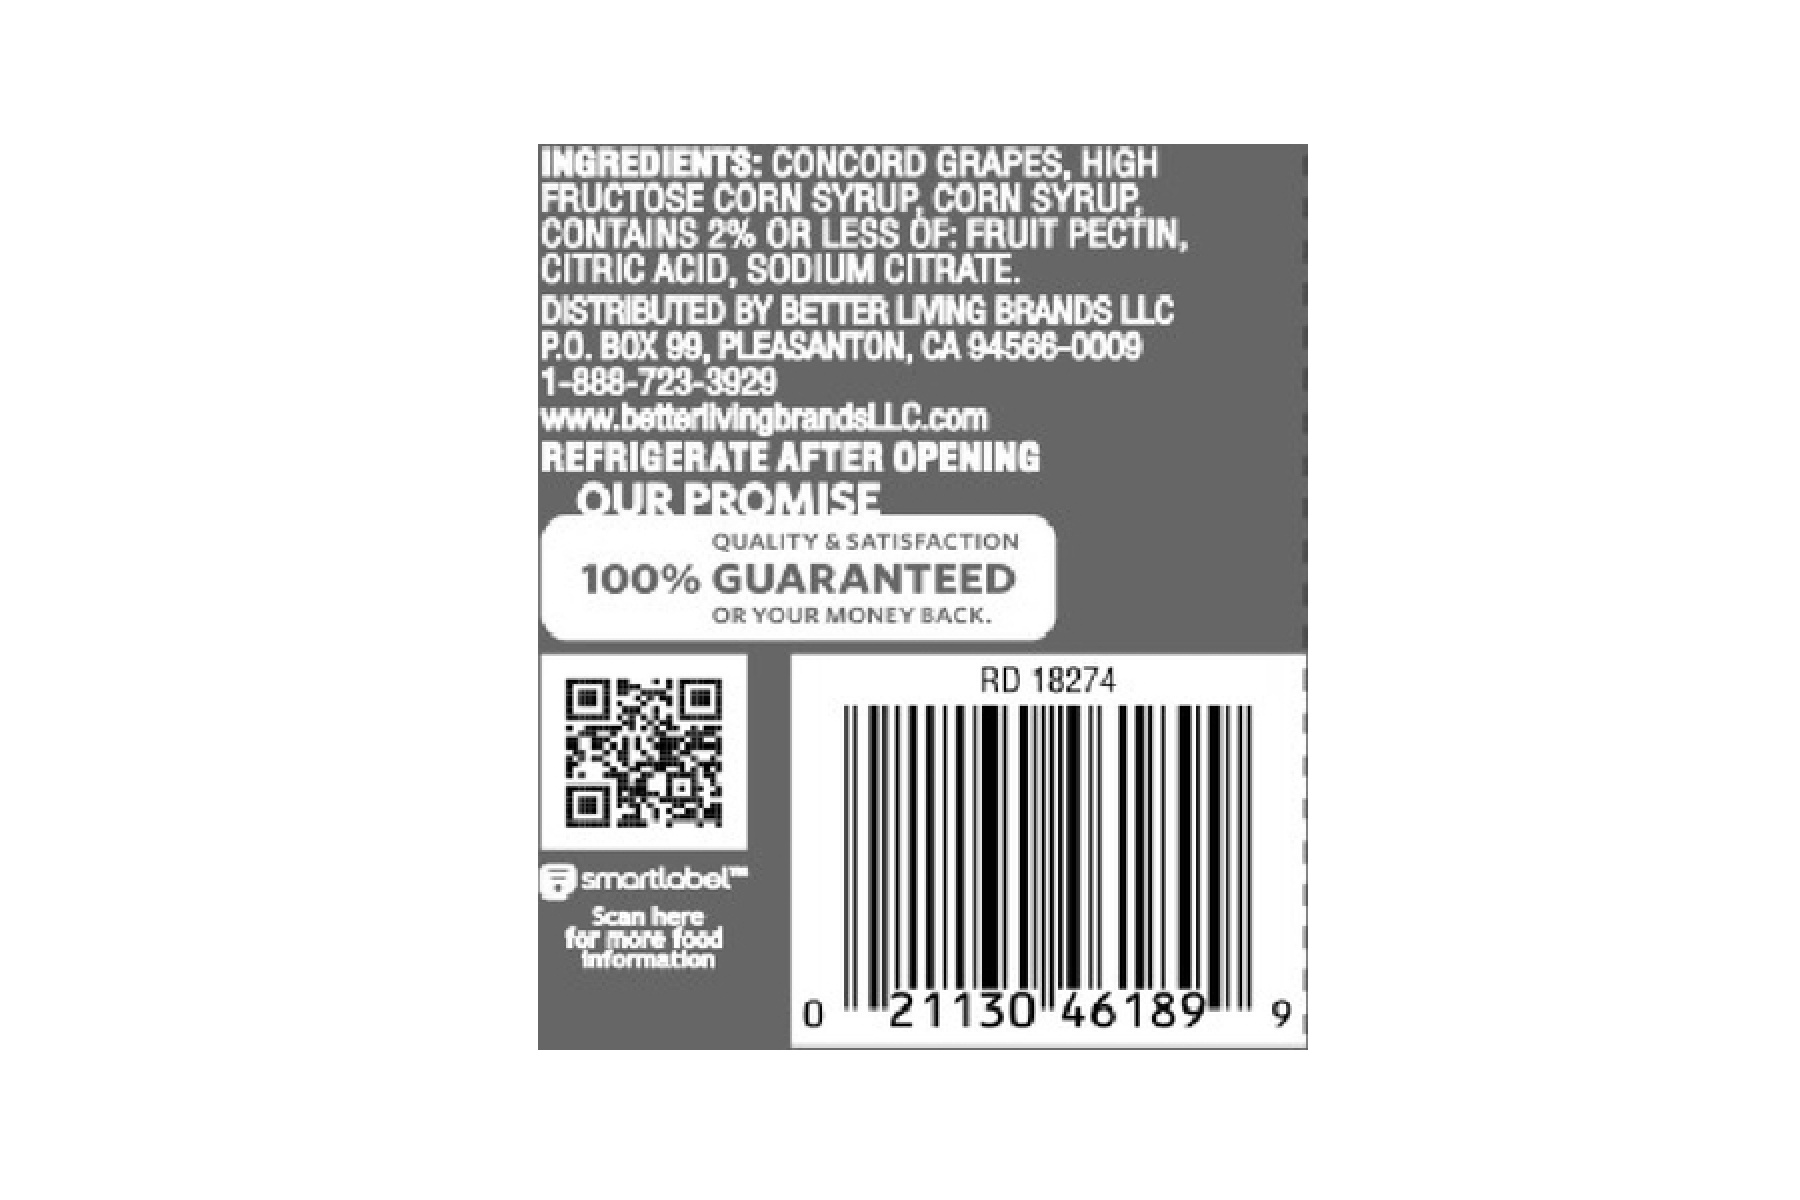 INGREDIENTS: CONCORD GRAPES, HIGH
FRUCTOSE CORN SYRUP, CORN SYRUP,
CONTAINS 2% OR LESS OF: FRUIT PECTIN,
CITRIC ACID, SODIUM CITRATE.
DISTRIBUTED BY BETTER LIVING BRANDS LLC
P.O. BOX 99, PLEASANTON, CA 94566-0009
1-888-723-3929
www.betterlivingbrandsLLC.com
REFRIGERATE AFTER OPENING
OUR PROMISE
QUALITY & SATISFACTION
100% GUARANTEED
OR YOUR MONEY BACK.
RD 18274
0 21130 46189 9
smartlabel™
Scan here
for more food
information